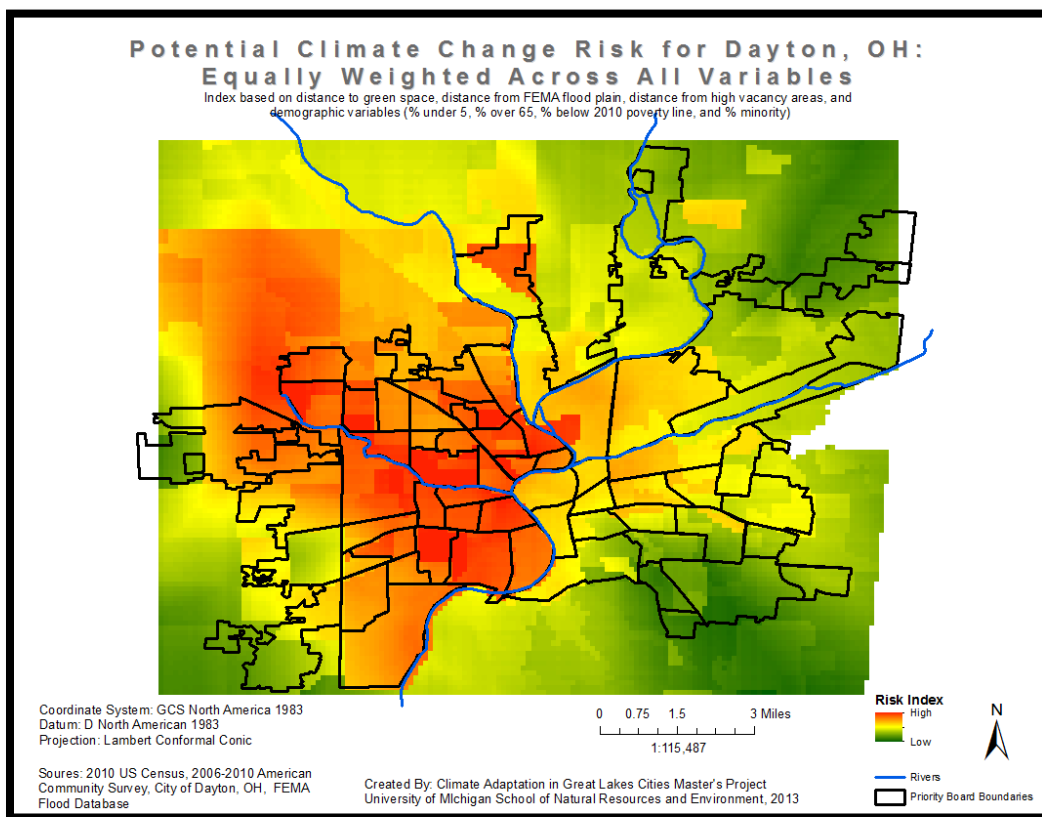 Potential Climate Change Risk for Dayton, OH:
Equally Weighted Across All Variables
Index based on distance to green space, distance from FEMA flood plain, distance from high vacancy areas, and
demographic variables (% under 5, % over 65, % below 2010 poverty line, and % minority)
Coordinate System: GCS North America 1983
Datum: D North American 1983
Projection: Lambert Conformal Conic
Soures: 2010 US Census, 2006-2010 American
Community Survey, City of Dayton, OH, FEMA
Flood Database
0 0.75 1.5 3 Miles
1:115,487
Created By: Climate Adaptation in Great Lakes Cities Master's Project
University of MIchigan School of Natural Resources and Environment, 2013
Risk Index
High
Low
N
Rivers
Priority Board Boundaries